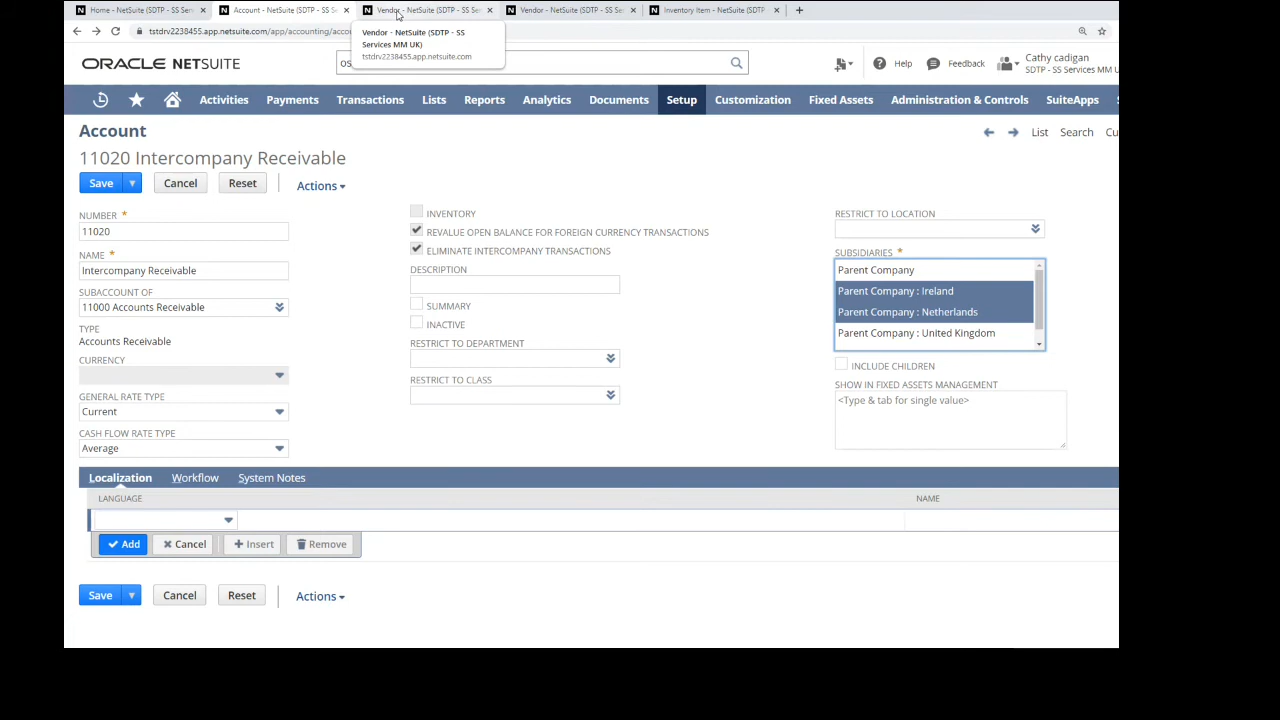 Home - NetSuite (SDTP - SS Serv
Account - NetSuite (SDTP - SS Se
Vendor - NetSuite (SDTP - SS Ser
Vendor - NetSuite (SDTP - SS Ser
Inventory Item - NetSuite (SDTP
tstdrv2238455.app.netsuite.com/app/accounting/acco
Vendor - NetSuite (SDTP - SS
Services MM UK)
tstdrv2238455.app.netsuite.com
ORACLE NETSUITE
os
Help
Feedback
Cathy cadigan
SDTP - SS Services MM U
Activities
Payments
Transactions
Lists
Reports
Analytics
Documents
Setup
Customization
Fixed Assets
Administration & Controls
SuiteApps
Account
List
Search
Cu
11020 Intercompany Receivable
Save
Cancel
Reset
Actions
NUMBER *
11020
NAME *
Intercompany Receivable
SUBACCOUNT OF
11000 Accounts Receivable
TYPE
Accounts Receivable
CURRENCY
GENERAL RATE TYPE
Current
CASH FLOW RATE TYPE
Average
INVENTORY
REVALUE OPEN BALANCE FOR FOREIGN CURRENCY TRANSACTIONS
ELIMINATE INTERCOMPANY TRANSACTIONS
DESCRIPTION
SUMMARY
INACTIVE
RESTRICT TO DEPARTMENT
RESTRICT TO CLASS
RESTRICT TO LOCATION
SUBSIDIARIES *
Parent Company
Parent Company : Ireland
Parent Company : Netherlands
Parent Company : United Kingdom
INCLUDE CHILDREN
SHOW IN FIXED ASSETS MANAGEMENT
<Type & tab for single value>
Localization
Workflow
System Notes
LANGUAGE
NAME
Add
Cancel
Insert
Remove
Save
Cancel
Reset
Actions